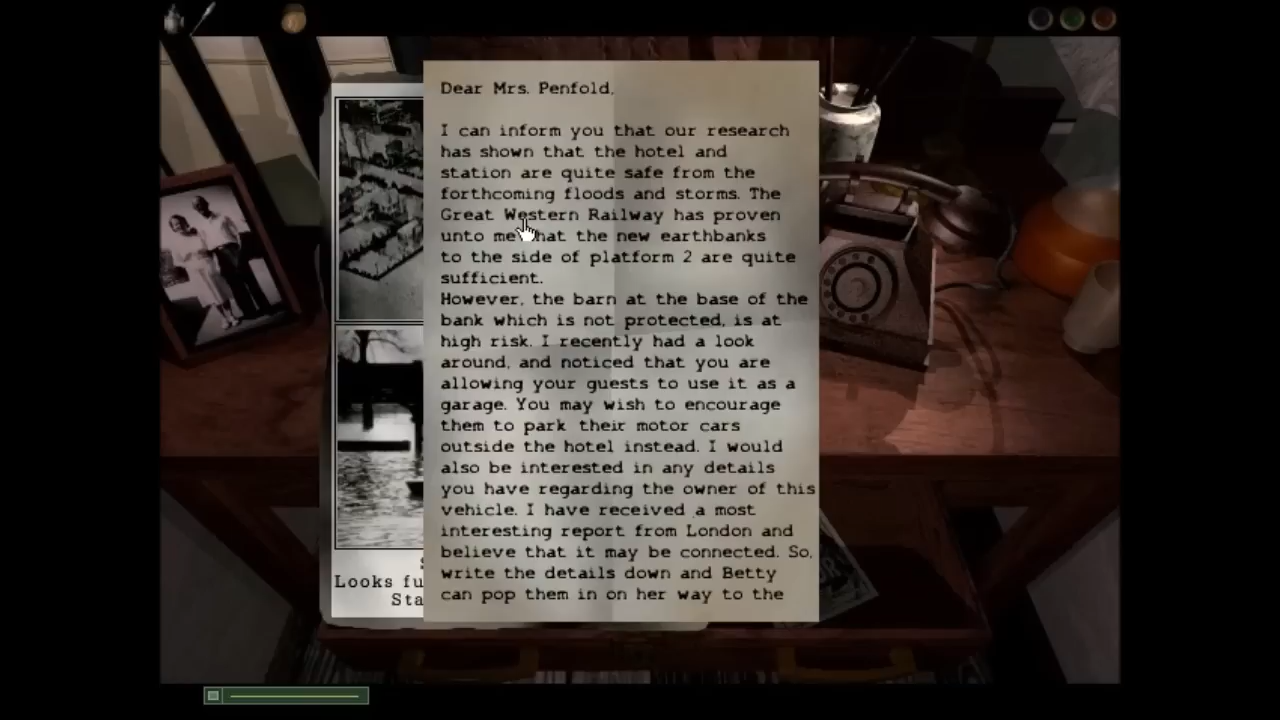 Dear Mrs. Penfold,
I can inform you that our research
has shown that the hotel and
station are quite safe from the
forthcoming floods and storms. The
Great Western Railway has proven
unto me that the new earthbanks
to the side of platform 2 are quite
sufficient.
However, the barn at the base of the
bank which is not protected, is at
high risk. I recently had a look
around, and noticed that you are
allowing your guests to use it as a
garage. You may wish to encourage
them to park their motor cars
outside the hotel instead. I would
also be interested in any details
you have regarding the owner of this
vehicle. I have received a most
interesting report from London and
believe that it may be connected. So,
write the details down and Betty
can pop them in on her way to the
Looks fu
Sta